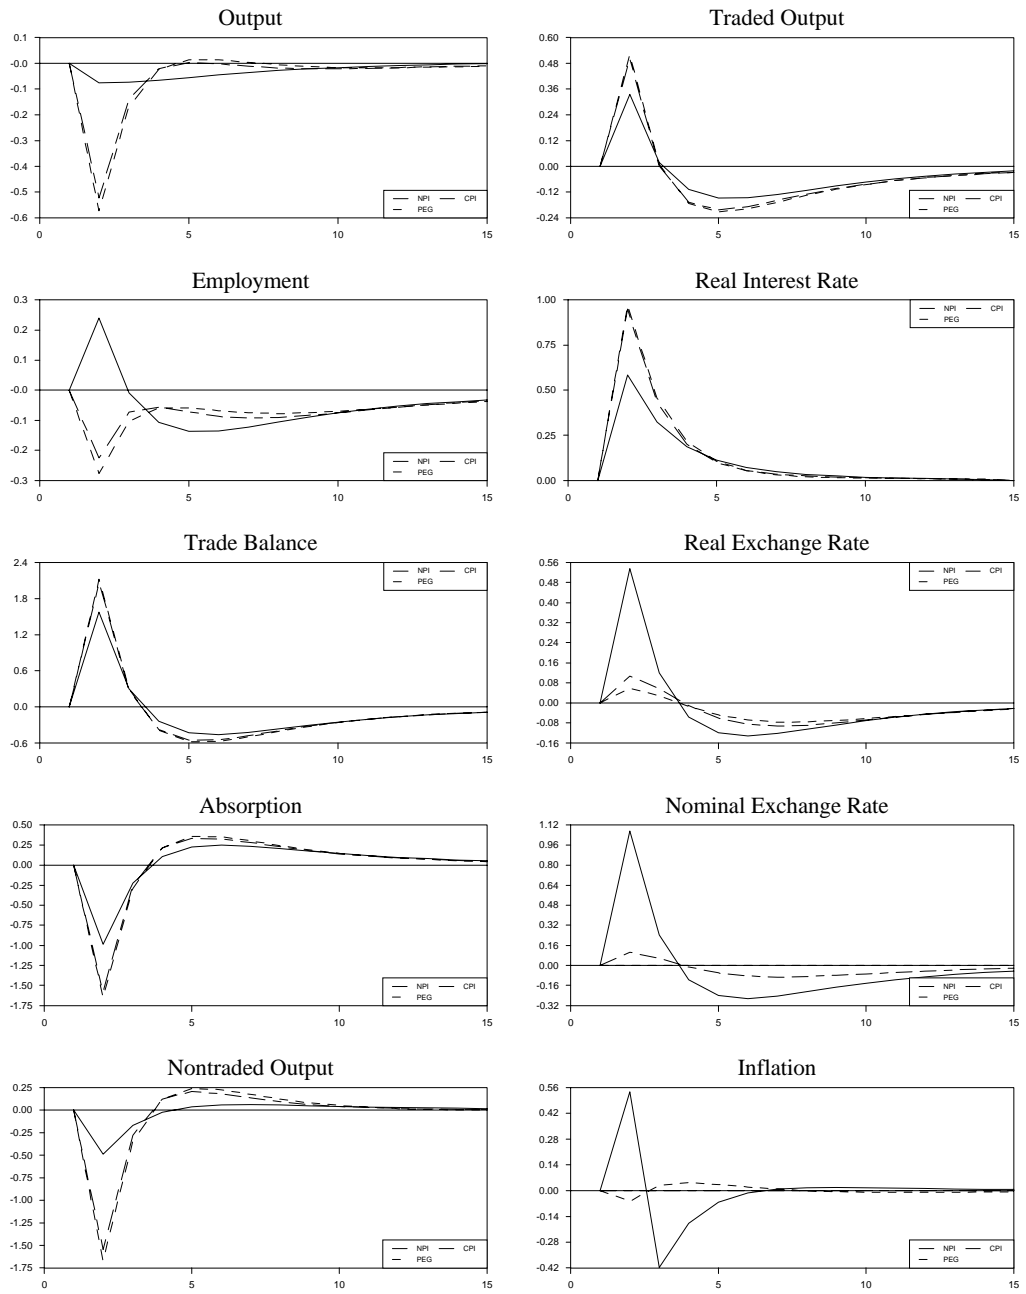 Output
0.1
-0.0
-0.1
-0.2
-0.3
-0.4
-0.5
-0.6
NPI CPI
PEG
0 5 10 15
Traded Output
0.60
0.48
0.36
0.24
0.12
0.00
-0.12
-0.24
NPI CPI
PEG
0 5 10 15
Employment
0.3
0.2
0.1
-0.0
-0.1
-0.2
-0.3
NPI CPI
PEG
0 5 10 15
Real Interest Rate
1.00
0.75
0.50
0.25
0.00
NPI CPI
PEG
0 5 10 15
Trade Balance
2.4
1.8
1.2
0.6
0.0
-0.6
NPI CPI
PEG
0 5 10 15
Real Exchange Rate
0.56
0.48
0.40
0.32
0.24
0.16
0.08
0.00
-0.08
-0.16
NPI CPI
PEG
0 5 10 15
Absorption
0.50
0.25
0.00
-0.25
-0.50
-0.75
-1.00
-1.25
-1.50
-1.75
NPI CPI
PEG
0 5 10 15
Nominal Exchange Rate
1.12
0.96
0.80
0.64
0.48
0.32
0.16
0.00
-0.16
-0.32
NPI CPI
PEG
0 5 10 15
Nontraded Output
0.25
0.00
-0.25
-0.50
-0.75
-1.00
-1.25
-1.50
-1.75
NPI CPI
PEG
0 5 10 15
Inflation
0.56
0.42
0.28
0.14
0.00
-0.14
-0.28
-0.42
NPI CPI
PEG
0 5 10 15